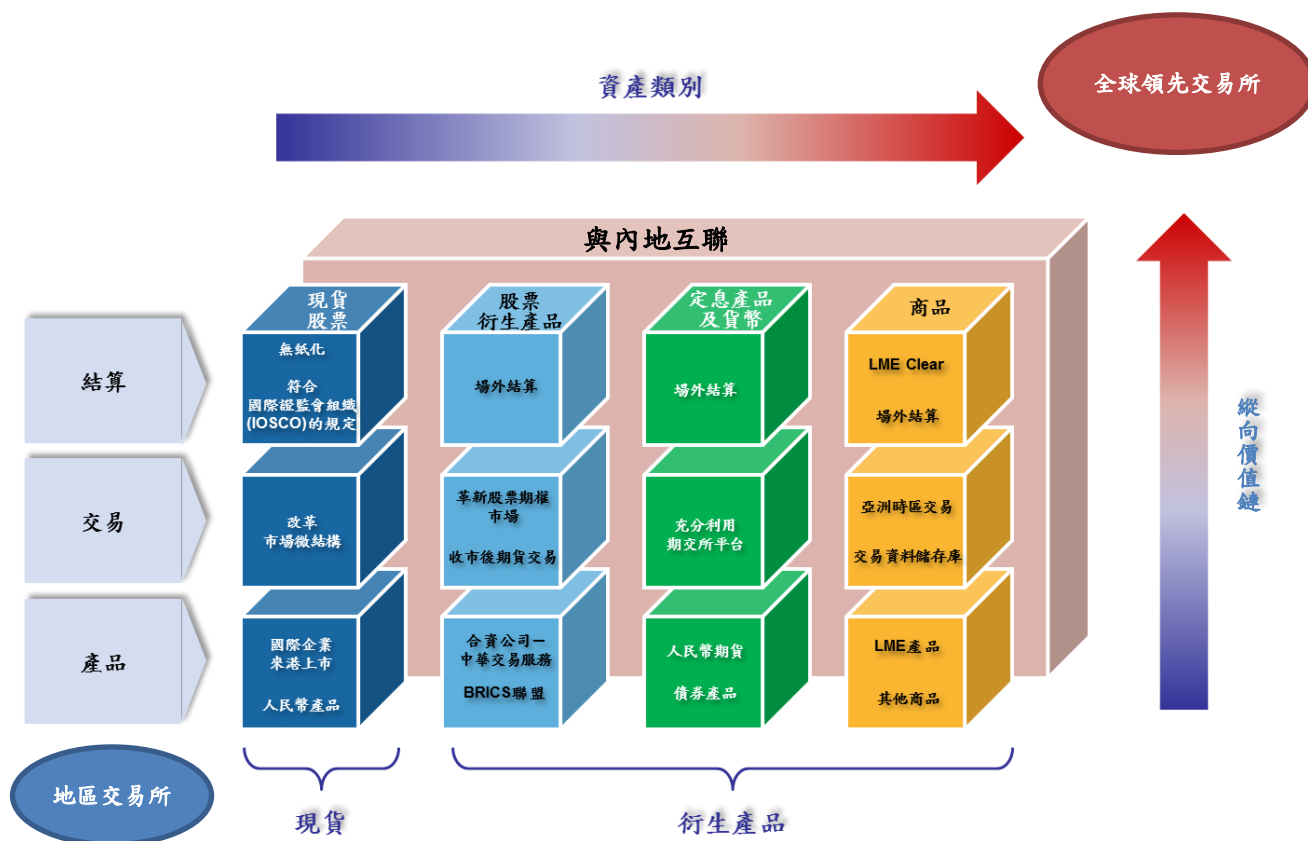 全球領先交易所
資產類別
與內地互聯
現貨
股票
股票
衍生產品
定息產品
及貨幣
商品
結算
無紙化
符合
國際證監會組織
(IOSCO)的規定
場外結算
場外結算
LME Clear
場外結算
縱向價值鏈
交易
改革
市場微結構
革新股票期權
市場
收市後期貨交易
充分利用
期交所平台
亞洲時區交易
交易資料儲存庫
產品
國際企業
來港上市
人民幣產品
合資公司－
中華交易服務
BRICS聯盟
人民幣期貨
債券產品
LME產品
其他商品
地區交易所
現貨
衍生產品